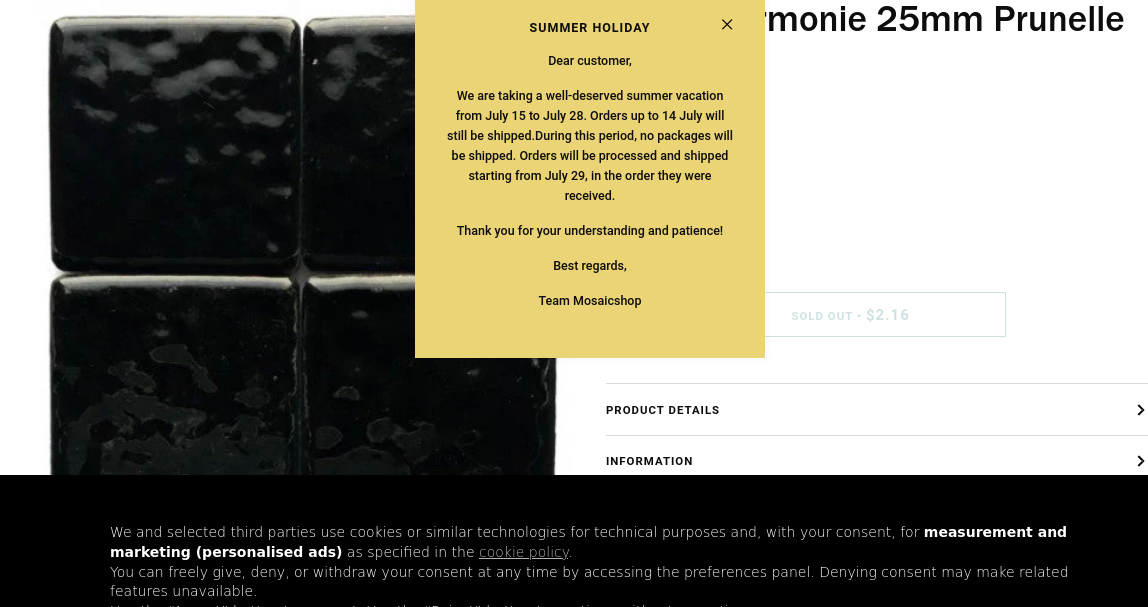 rmonie 25mm Prunelle
SUMMER HOLIDAY
Dear customer,
We are taking a well-deserved summer vacation
from July 15 to July 28. Orders up to 14 July will
still be shipped.During this period, no packages will
be shipped. Orders will be processed and shipped
starting from July 29, in the order they were
received.
Thank you for your understanding and patience!
Best regards,
Team Mosaicshop
SOLD OUT • $2.16
PRODUCT DETAILS
INFORMATION
We and selected third parties use cookies or similar technologies for technical purposes and, with your consent, for measurement and
marketing (personalised ads) as specified in the cookie policy.
You can freely give, deny, or withdraw your consent at any time by accessing the preferences panel. Denying consent may make related
features unavailable.